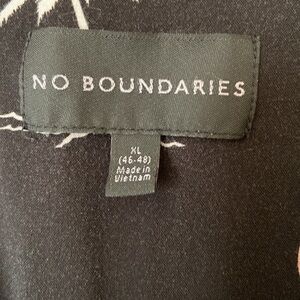 NO BOUNDARIES
XL
(46-48)
Made in
Vietnam